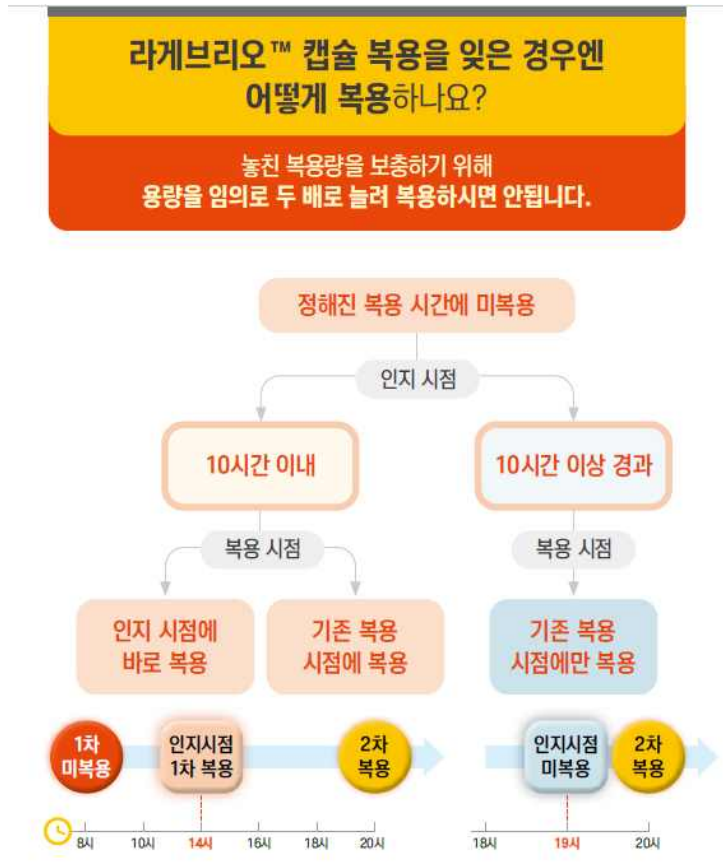 라게브리오™ 캡슐 복용을 잊은 경우엔
어떻게 복용하나요?
놓친 복용량을 보충하기 위해
용량을 임의로 두 배로 늘려 복용하시면 안됩니다.
정해진 복용 시간에 미복용
인지 시점
10시간 이내
10시간 이상 경과
복용 시점
복용 시점
인지 시점에
바로 복용
기존 복용
시점에 복용
기존 복용
시점에만 복용
1차
미복용
인지시점
1차 복용
2차
복용
인지시점
미복용
2차
복용
8시 10시 14시 16시 18시 20시 18시 19시 20시